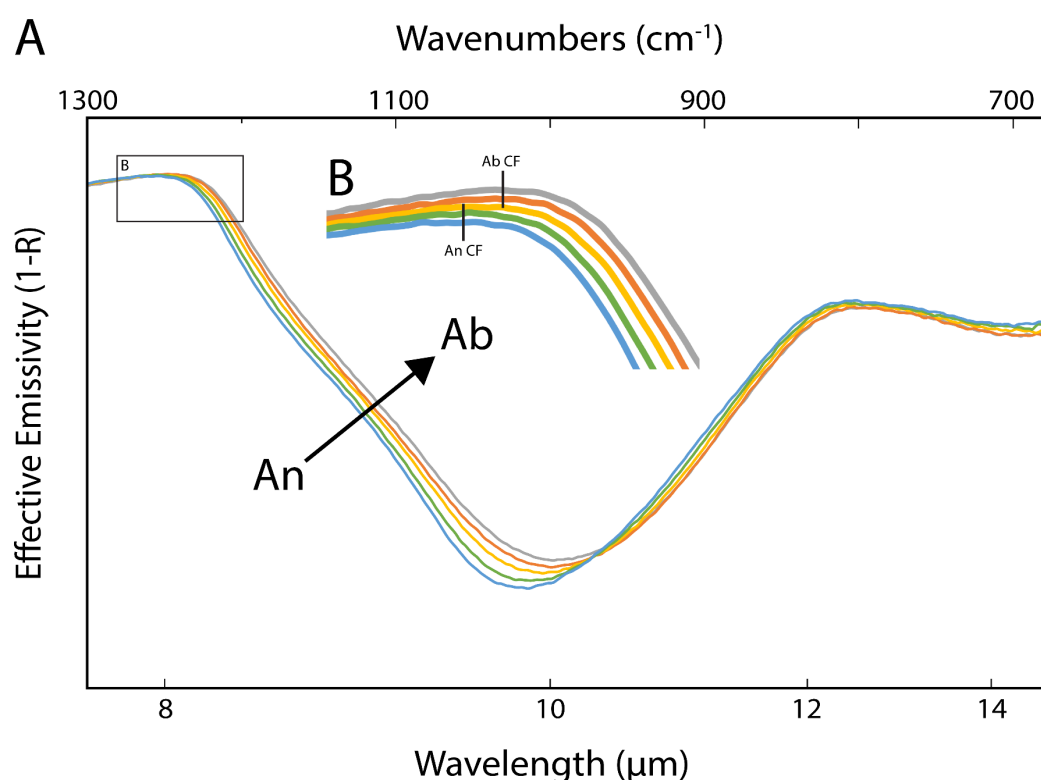 A
Wavenumbers (cm⁻¹)
1300
1100
900
700
B
B
Ab CF
An CF
Ab
An
Effective Emissivity (1-R)
8
10
12
14
Wavelength (μm)